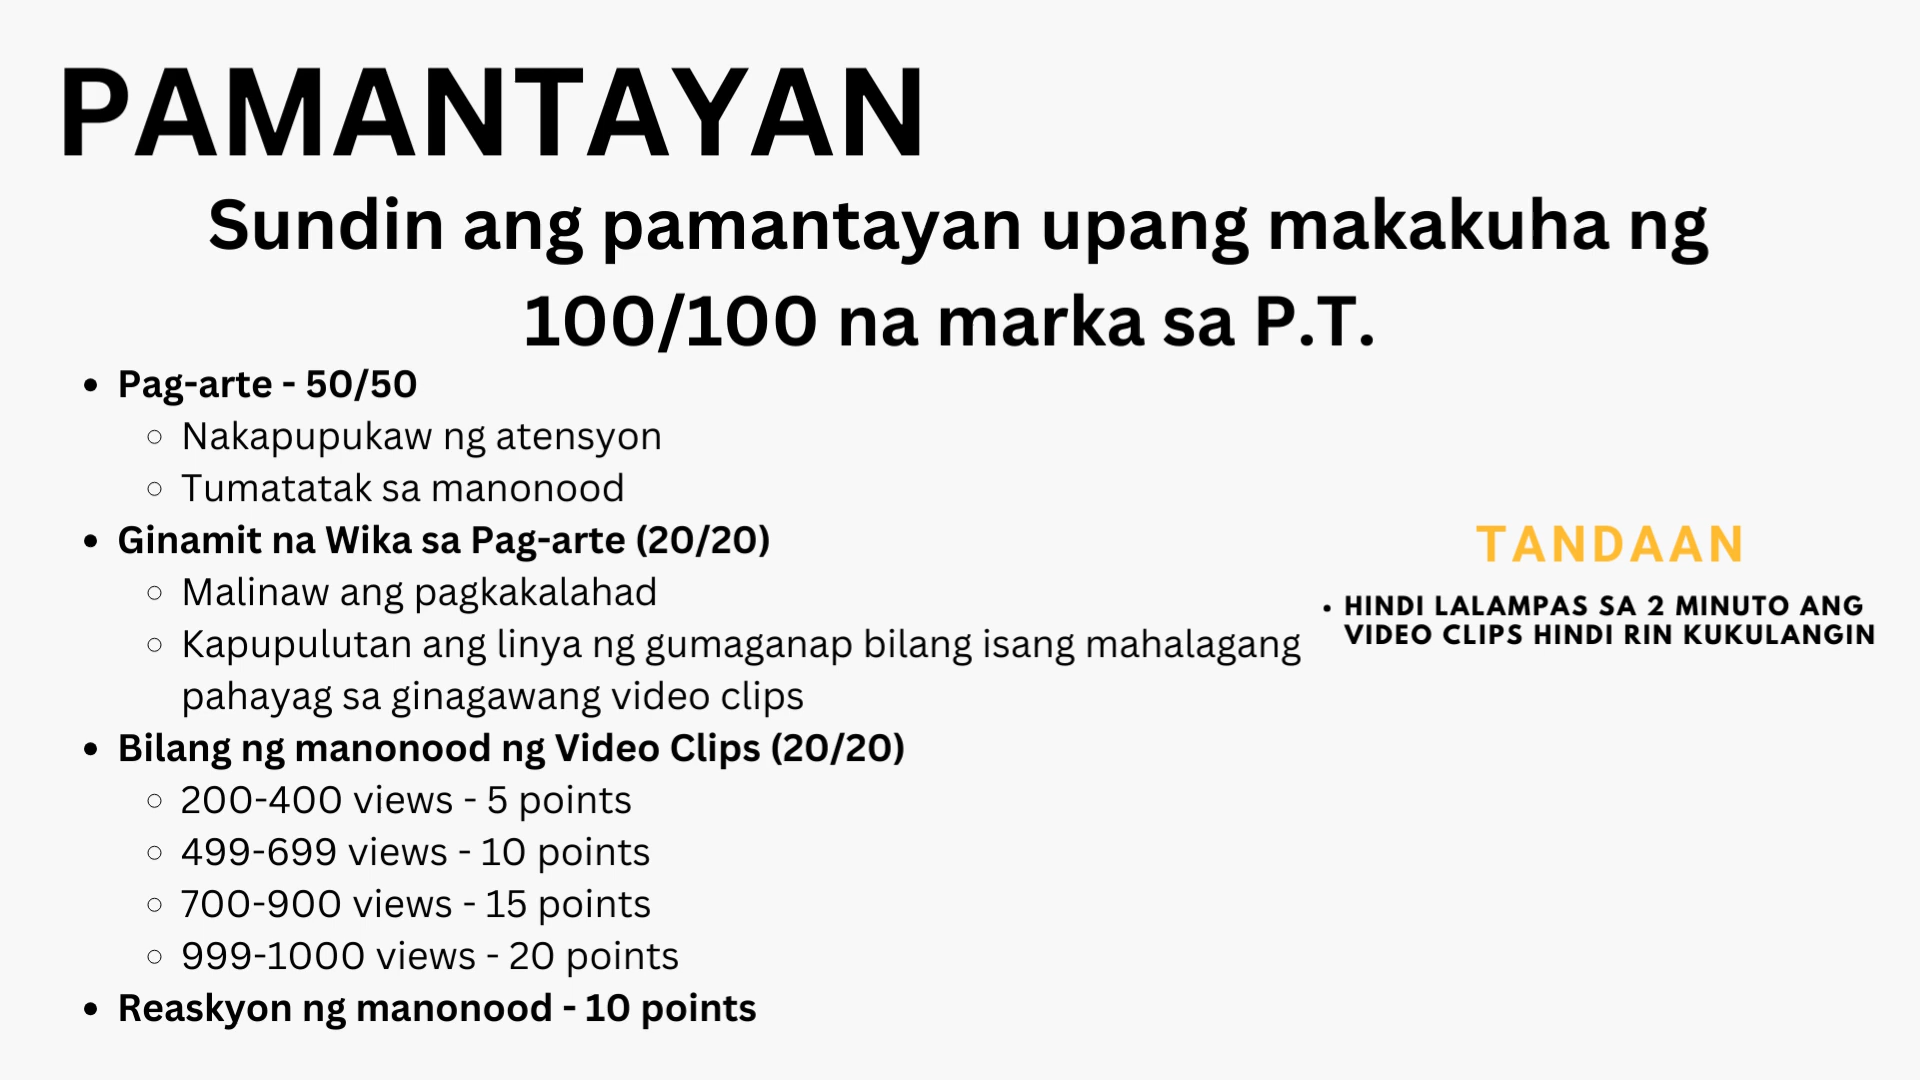 PAMANTAYAN
Sundin ang pamantayan upang makakuha ng
100/100 na marka sa P.T.
• Pag-arte - 50/50
◦ Nakapupukaw ng atensyon
◦ Tumatatak sa manonood
• Ginamit na Wika sa Pag-arte (20/20)
◦ Malinaw ang pagkakalahad
◦ Kapupulutan ang linya ng gumaganap bilang isang mahalagang
pahayag sa ginagawang video clips
• Bilang ng manonood ng Video Clips (20/20)
◦ 200-400 views - 5 points
◦ 499-699 views - 10 points
◦ 700-900 views - 15 points
◦ 999-1000 views - 20 points
• Reaskyon ng manonood - 10 points
TANDAAN
• HINDI LALAMPAS SA 2 MINUTO ANG
VIDEO CLIPS HINDI RIN KUKULANGIN